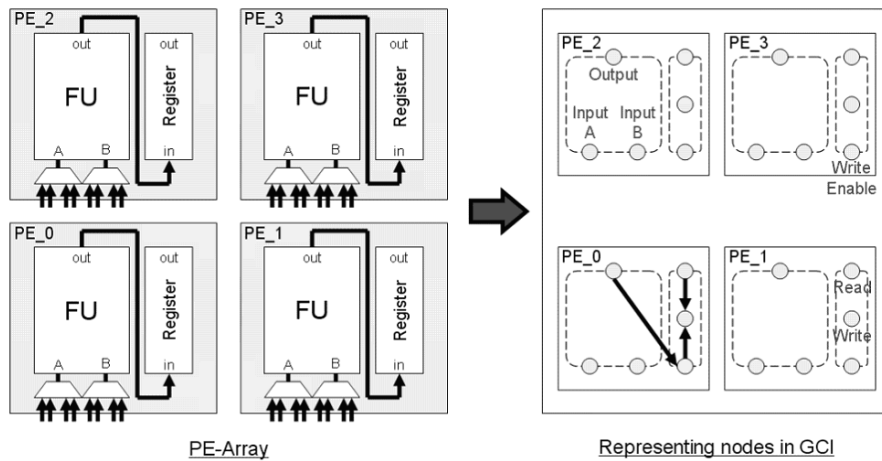 PE_2
out
out
FU
Register
A
B
in
PE_3
out
out
FU
Register
A
B
in
PE_0
out
out
FU
Register
A
B
in
PE_1
out
out
FU
Register
A
B
in
PE-Array
PE_2
Output
Input
A
Input
B
PE_3
Write
Enable
PE_0
PE_1
Read
Write
Representing nodes in GCI